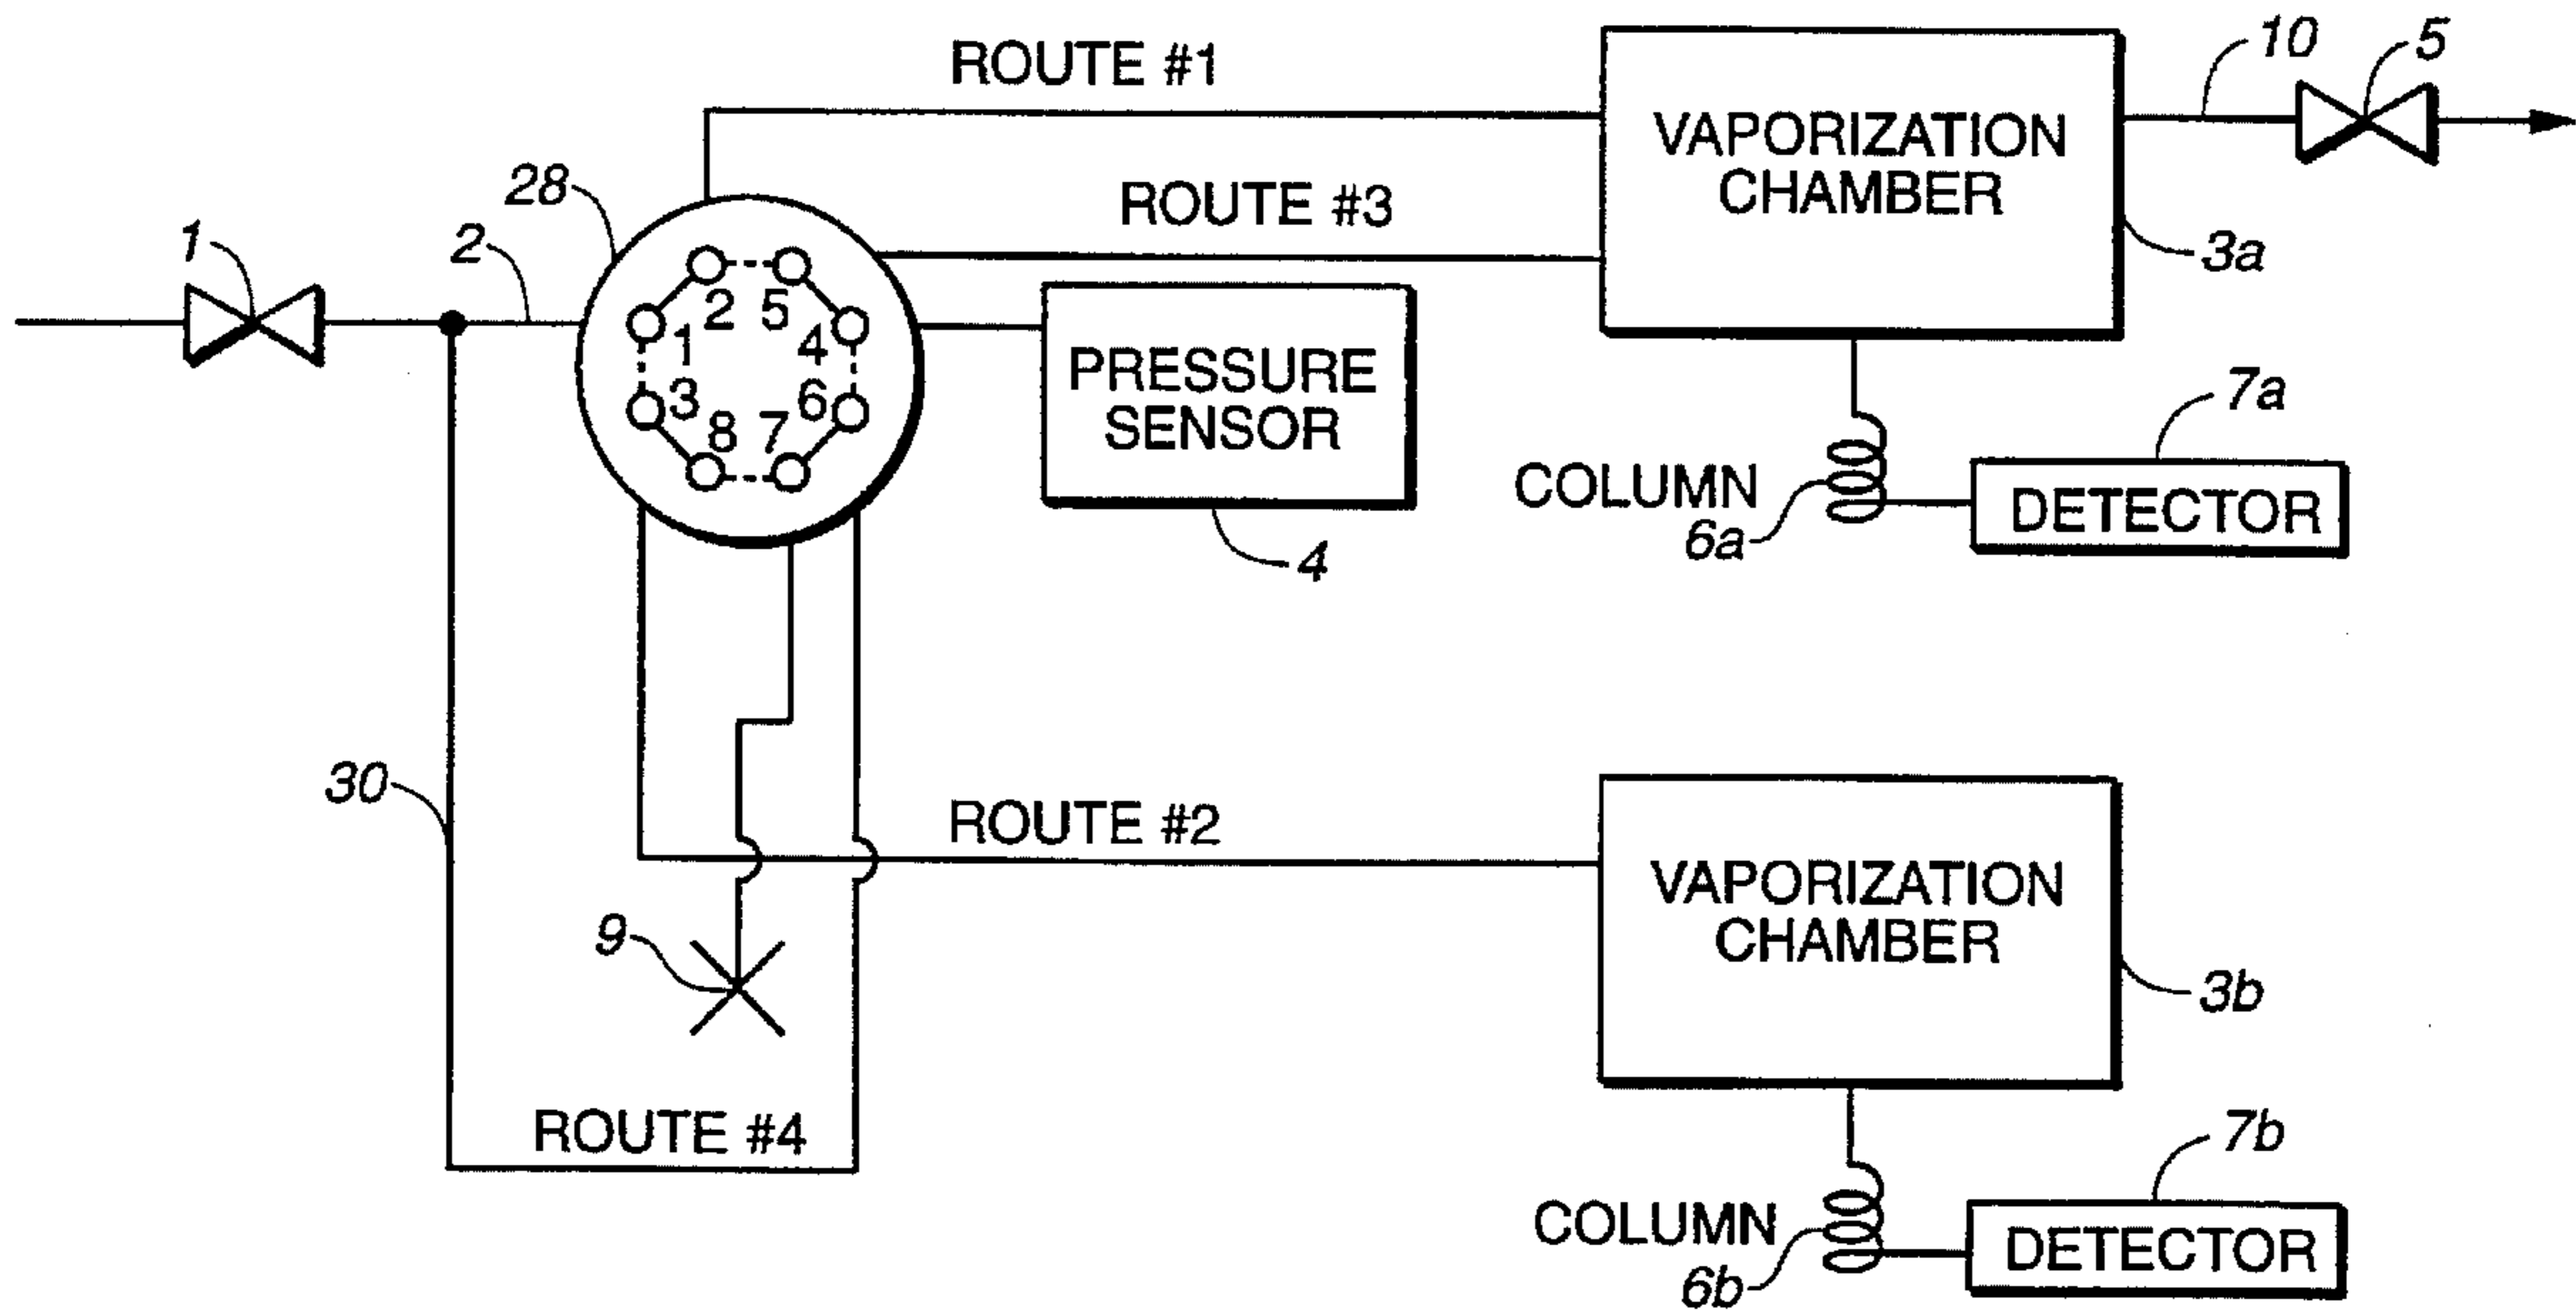 ROUTE #1
10
5
VAPORIZATION
CHAMBER
28
ROUTE #3
1
2
3a
2 5
1 4
3 6
8 7
PRESSURE
SENSOR
4
7a
COLUMN
6a
DETECTOR
30
ROUTE #2
9
VAPORIZATION
CHAMBER
3b
ROUTE #4
7b
COLUMN
6b
DETECTOR